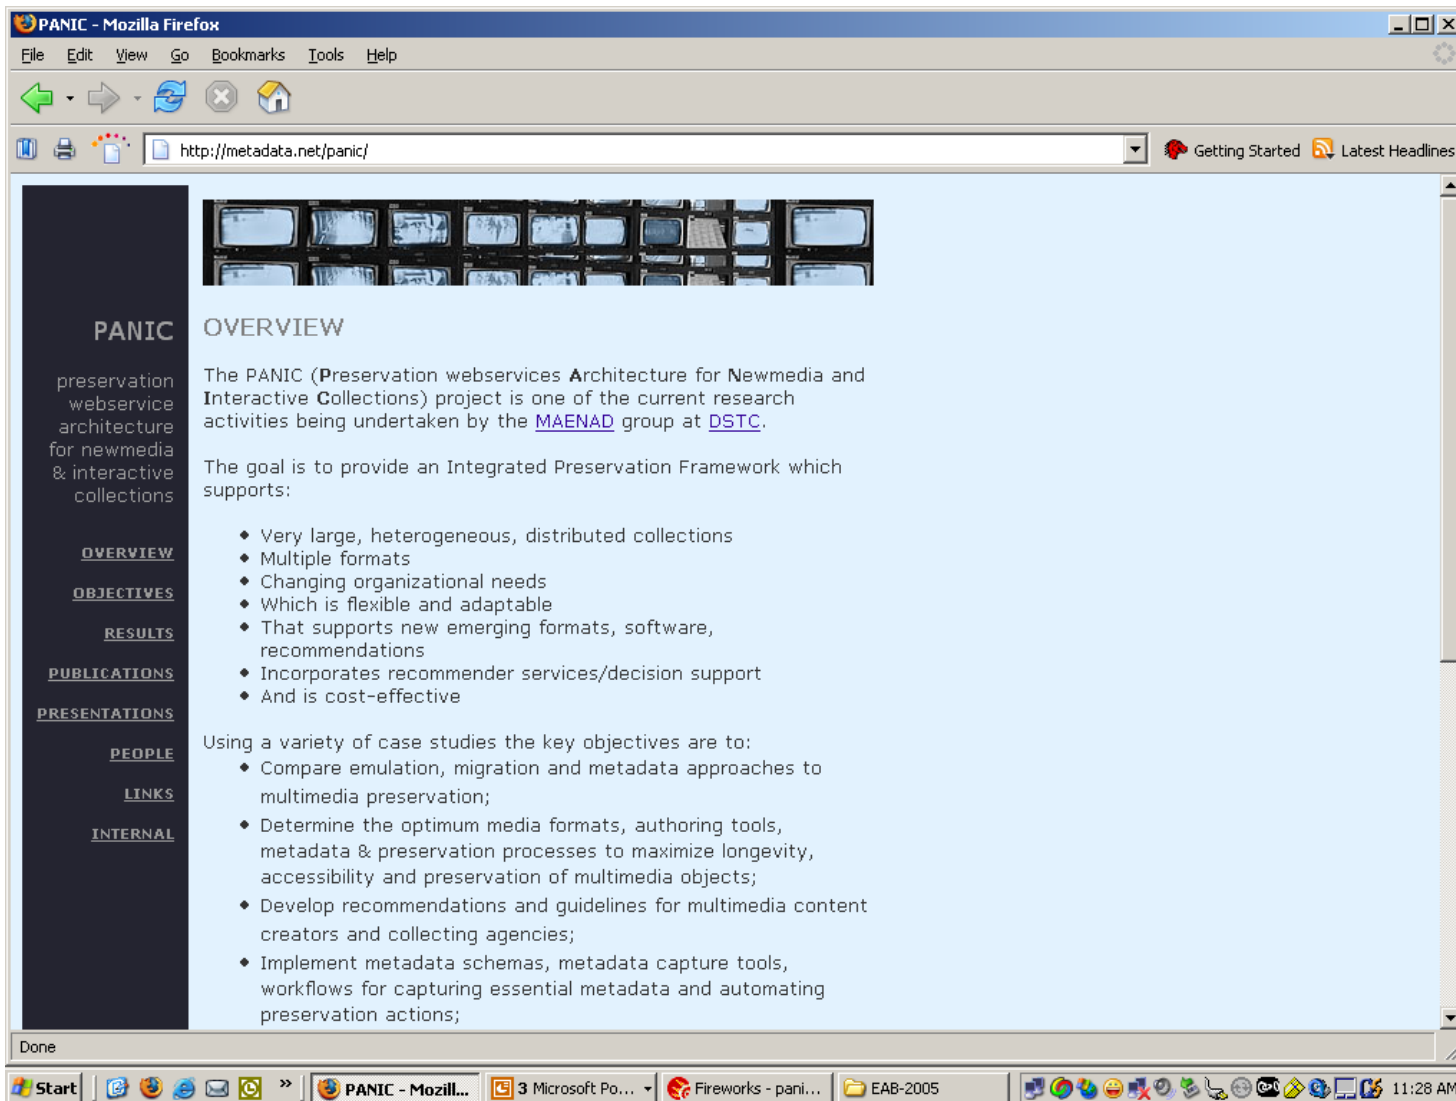 PANIC - Mozilla Firefox
File Edit View Go Bookmarks Tools Help
http://metadata.net/panic/
Getting Started Latest Headlines
PANIC
preservation
webservice
architecture
for newmedia
& interactive
collections
OVERVIEW
OBJECTIVES
RESULTS
PUBLICATIONS
PRESENTATIONS
PEOPLE
LINKS
INTERNAL
OVERVIEW
The PANIC (Preservation webservices Architecture for Newmedia and
Interactive Collections) project is one of the current research
activities being undertaken by the MAENAD group at DSTC.
The goal is to provide an Integrated Preservation Framework which
supports:
Very large, heterogeneous, distributed collections
Multiple formats
Changing organizational needs
Which is flexible and adaptable
That supports new emerging formats, software,
recommendations
Incorporates recommender services/decision support
And is cost-effective
Using a variety of case studies the key objectives are to:
Compare emulation, migration and metadata approaches to
multimedia preservation;
Determine the optimum media formats, authoring tools,
metadata & preservation processes to maximize longevity,
accessibility and preservation of multimedia objects;
Develop recommendations and guidelines for multimedia content
creators and collecting agencies;
Implement metadata schemas, metadata capture tools,
workflows for capturing essential metadata and automating
preservation actions;
Done
Start » PANIC - Mozill... 3 Microsoft Po... Fireworks - pani... EAB-2005 11:28 AM